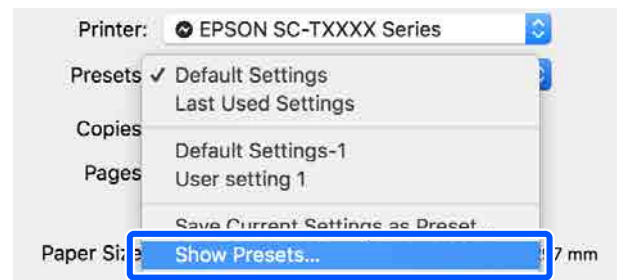 Printer: EPSON SC-TXXXX Series
Presets ✓ Default Settings
Last Used Settings
Copies
Default Settings-1
Pages User setting 1
Save Current Settings as Preset...
Paper Size Show Presets... 7 mm